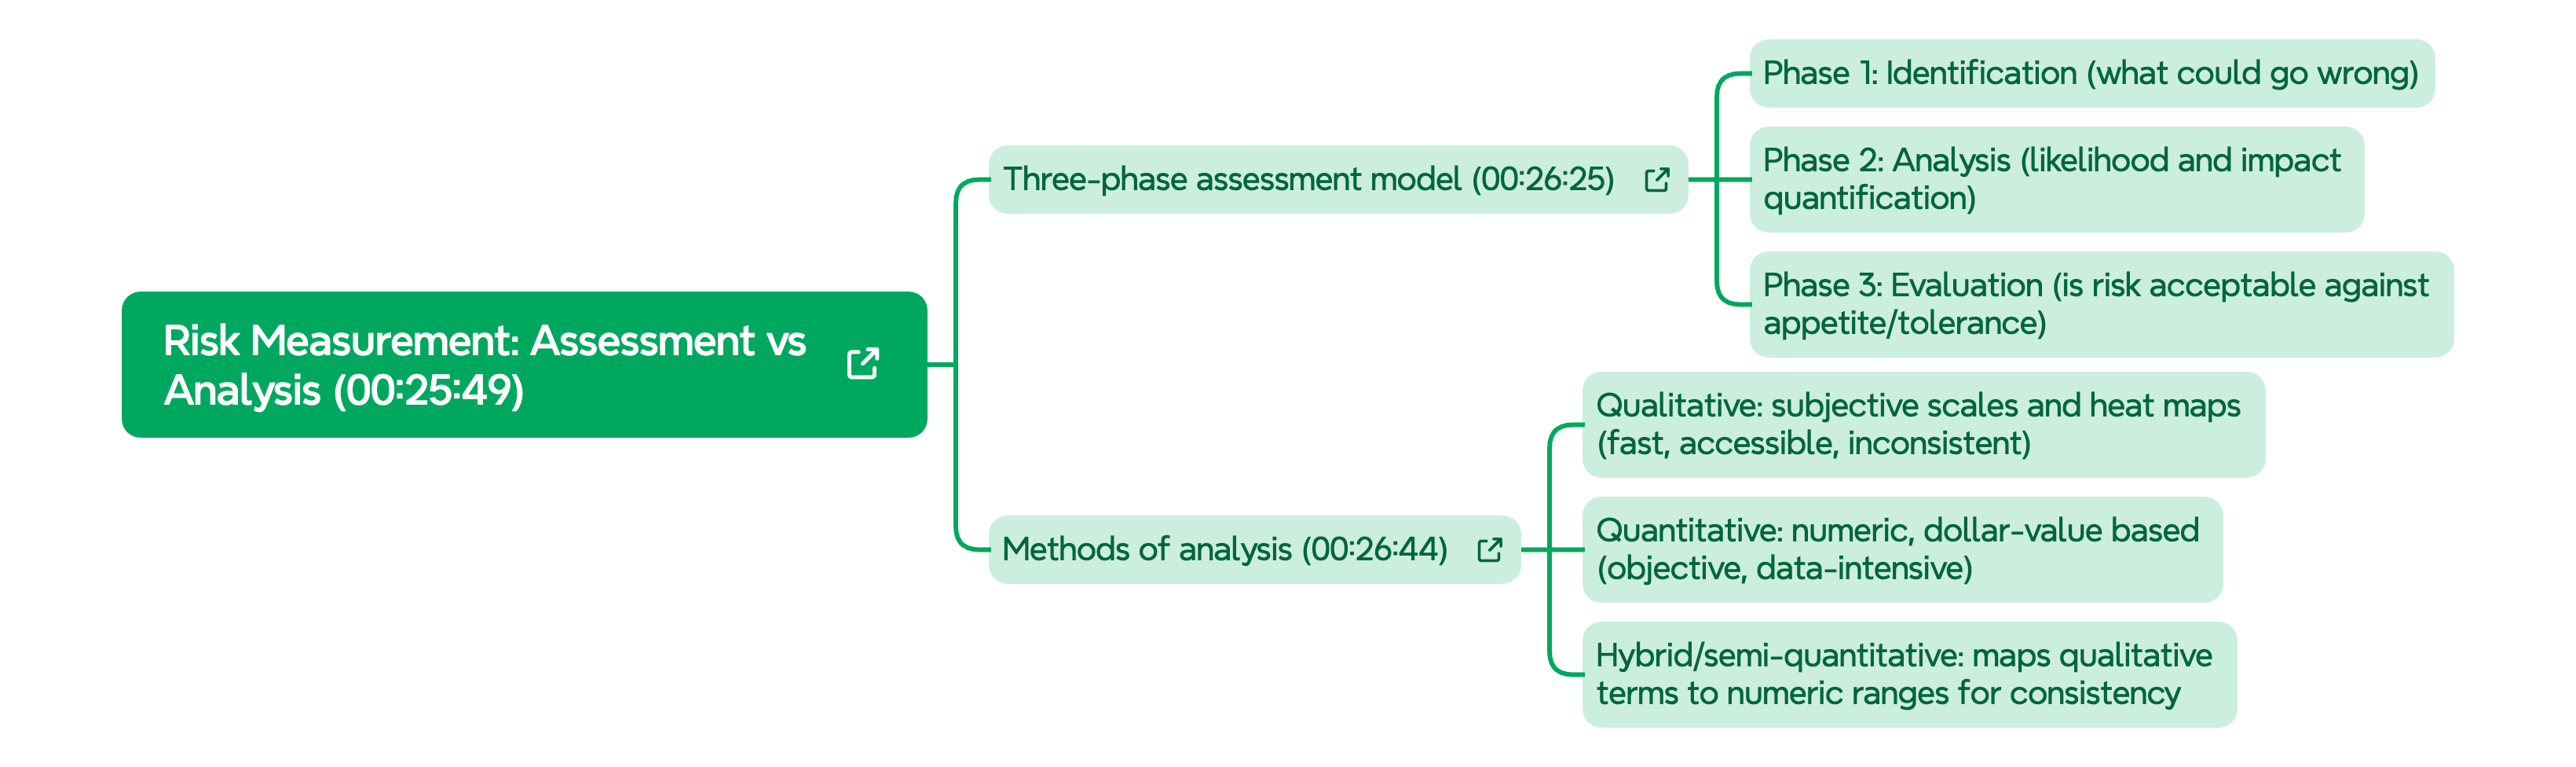 Risk Measurement: Assessment vs
Analysis (00:25:49)
Three-phase assessment model (00:26:25)
Phase 1: Identification (what could go wrong)
Phase 2: Analysis (likelihood and impact
quantification)
Phase 3: Evaluation (is risk acceptable against
appetite/tolerance)
Methods of analysis (00:26:44)
Qualitative: subjective scales and heat maps
(fast, accessible, inconsistent)
Quantitative: numeric, dollar-value based
(objective, data-intensive)
Hybrid/semi-quantitative: maps qualitative
terms to numeric ranges for consistency